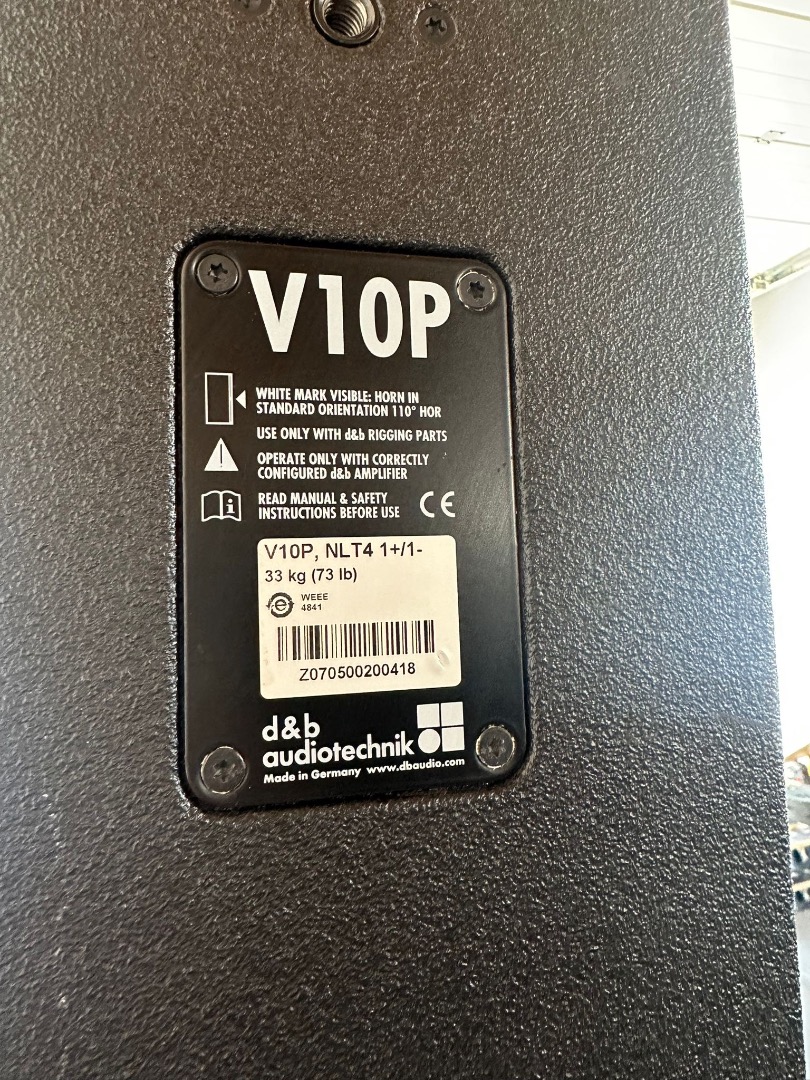 V10P
WHITE MARK VISIBLE: HORN IN
STANDARD ORIENTATION 110° HOR
USE ONLY WITH d&b RIGGING PARTS
OPERATE ONLY WITH CORRECTLY
CONFIGURED d&b AMPLIFIER
READ MANUAL & SAFETY
INSTRUCTIONS BEFORE USE CE
V10P, NLT4 1+/1-
33 kg (73 lb)
WEEE
4841
Z070500200418
d&b
audiotechnik
Made in Germany www.dbaudio.com